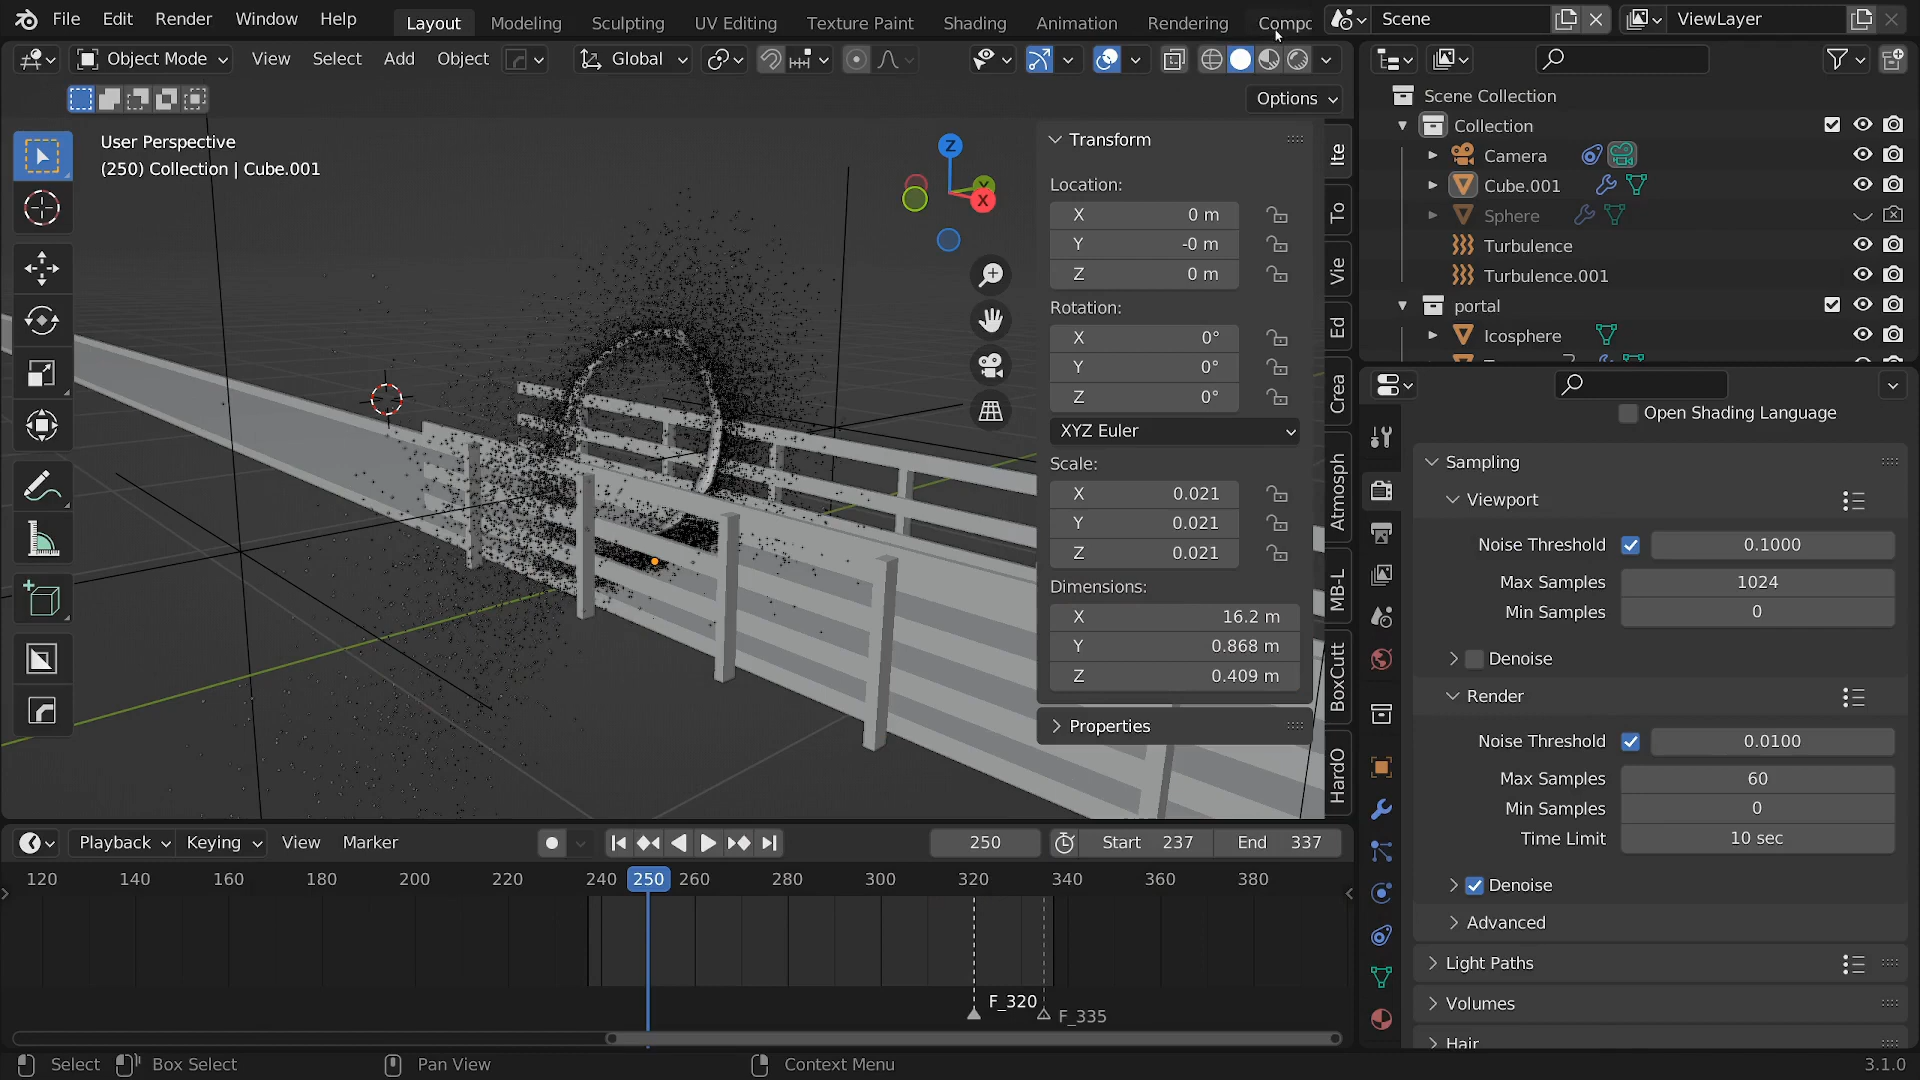 File Edit Render Window Help Layout Modeling Sculpting UV Editing Texture Paint Shading Animation Rendering Compo Scene ViewLayer
Object Mode View Select Add Object Global
Options
User Perspective
(250) Collection | Cube.001
Z
Y
X
Transform
Location:
X 0 m
Y -0 m
Z 0 m
Rotation:
X 0°
Y 0°
Z 0°
XYZ Euler
Scale:
X 0.021
Y 0.021
Z 0.021
Dimensions:
X 16.2 m
Y 0.868 m
Z 0.409 m
Properties
Ite
To
Vie
Ed
Crea
Atmosph
MB-L
BoxCutt
HardO
Scene Collection
Collection
Camera
Cube.001
Sphere
Turbulence
Turbulence.001
portal
Icosphere
Open Shading Language
Sampling
Viewport
Noise Threshold 0.1000
Max Samples 1024
Min Samples 0
Denoise
Render
Noise Threshold 0.0100
Max Samples 60
Min Samples 0
Time Limit 10 sec
Denoise
Advanced
Light Paths
Volumes
Hair
Playback Keying View Marker 250 Start 237 End 337
120 140 160 180 200 220 240 250 260 280 300 320 340 360 380
F_320
F_335
Select Box Select Pan View Context Menu 3.1.0